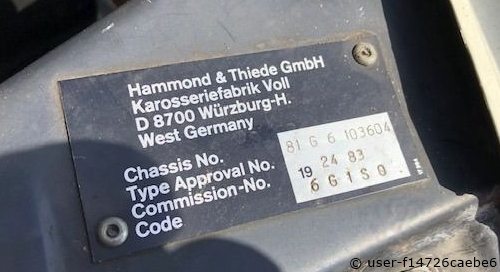 Hammond & Thiede GmbH
Karosseriefabrik Voll
D 8700 Würzburg-H.
West Germany
Chassis No.
81 G 6 103604
Type Approval No.
19 24 83
Commission-No.
6 G 1 S 0
Code
© user-f14726caebe6